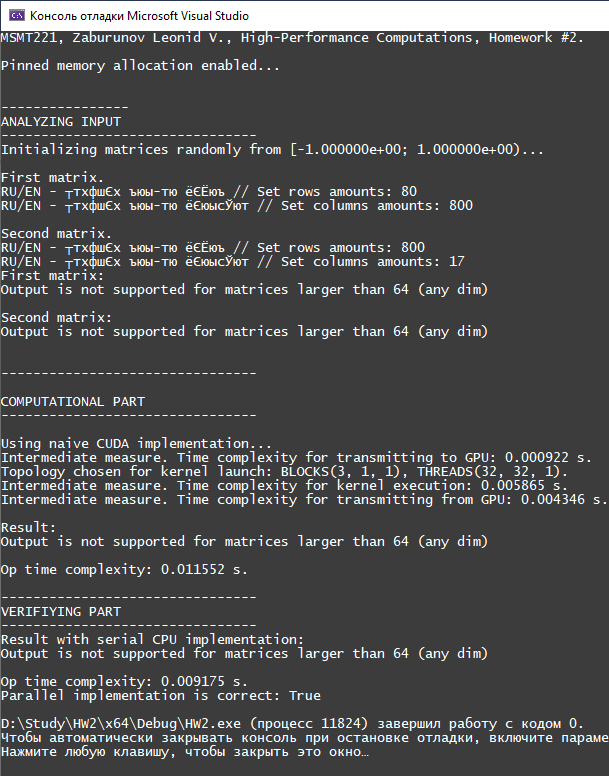 Консоль отладки Microsoft Visual Studio
MSMT221, Zaburunov Leonid V., High-Performance Computations, Homework #2.
Pinned memory allocation enabled...
----------------
ANALYZING INPUT
--------------------------------
Initializing matrices randomly from [-1.000000e+00; 1.000000e+00)...
First matrix.
RU/EN - ┬тхфшЄх ъюы-тю ёЄЁюъ // Set rows amounts: 80
RU/EN - ┬тхфшЄх ъюы-тю ёЄюысЎют // Set columns amounts: 800
Second matrix.
RU/EN - ┬тхфшЄх ъюы-тю ёЄЁюъ // Set rows amounts: 800
RU/EN - ┬тхфшЄх ъюы-тю ёЄюысЎют // Set columns amounts: 17
First matrix:
Output is not supported for matrices larger than 64 (any dim)
Second matrix:
Output is not supported for matrices larger than 64 (any dim)
--------------------------------
COMPUTATIONAL PART
--------------------------------
Using naive CUDA implementation...
Intermediate measure. Time complexity for transmitting to GPU: 0.000922 s.
Topology chosen for kernel launch: BLOCKS(3, 1, 1), THREADS(32, 32, 1).
Intermediate measure. Time complexity for kernel execution: 0.005865 s.
Intermediate measure. Time complexity for transmitting from GPU: 0.004346 s.
Result:
Output is not supported for matrices larger than 64 (any dim)
Op time complexity: 0.011552 s.
--------------------------------
VERIFIYING PART
--------------------------------
Result with serial CPU implementation:
Output is not supported for matrices larger than 64 (any dim)
Op time complexity: 0.009175 s.
Parallel implementation is correct: True
D:\Study\HW2\x64\Debug\HW2.exe (процесс 11824) завершил работу с кодом 0.
Чтобы автоматически закрывать консоль при остановке отладки, включите параме
Нажмите любую клавишу, чтобы закрыть это окно…